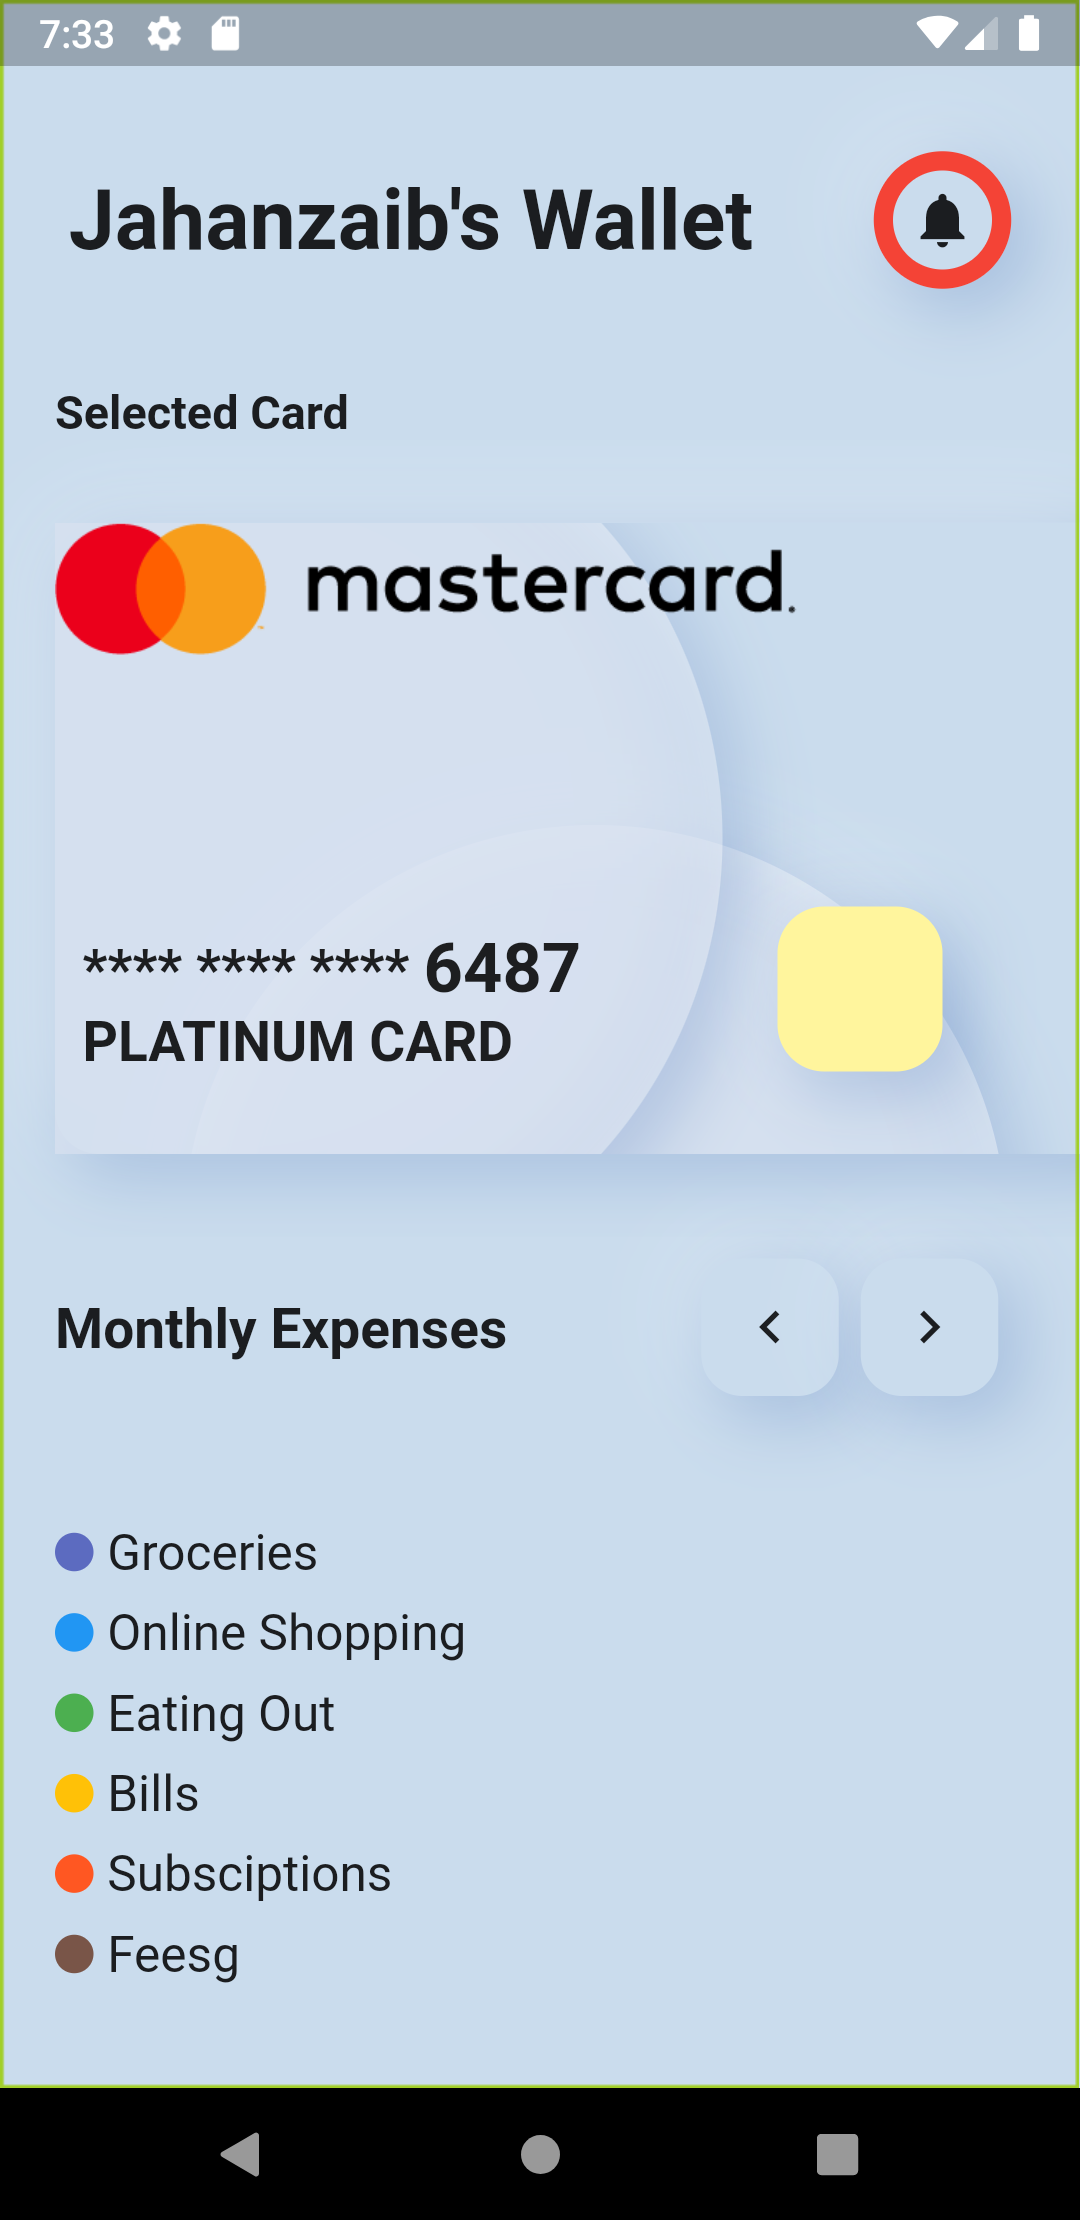 7:33
Jahanzaib's Wallet
Selected Card
mastercard.
**** **** **** 6487
PLATINUM CARD
Monthly Expenses
Groceries
Online Shopping
Eating Out
Bills
Subsciptions
Feesg